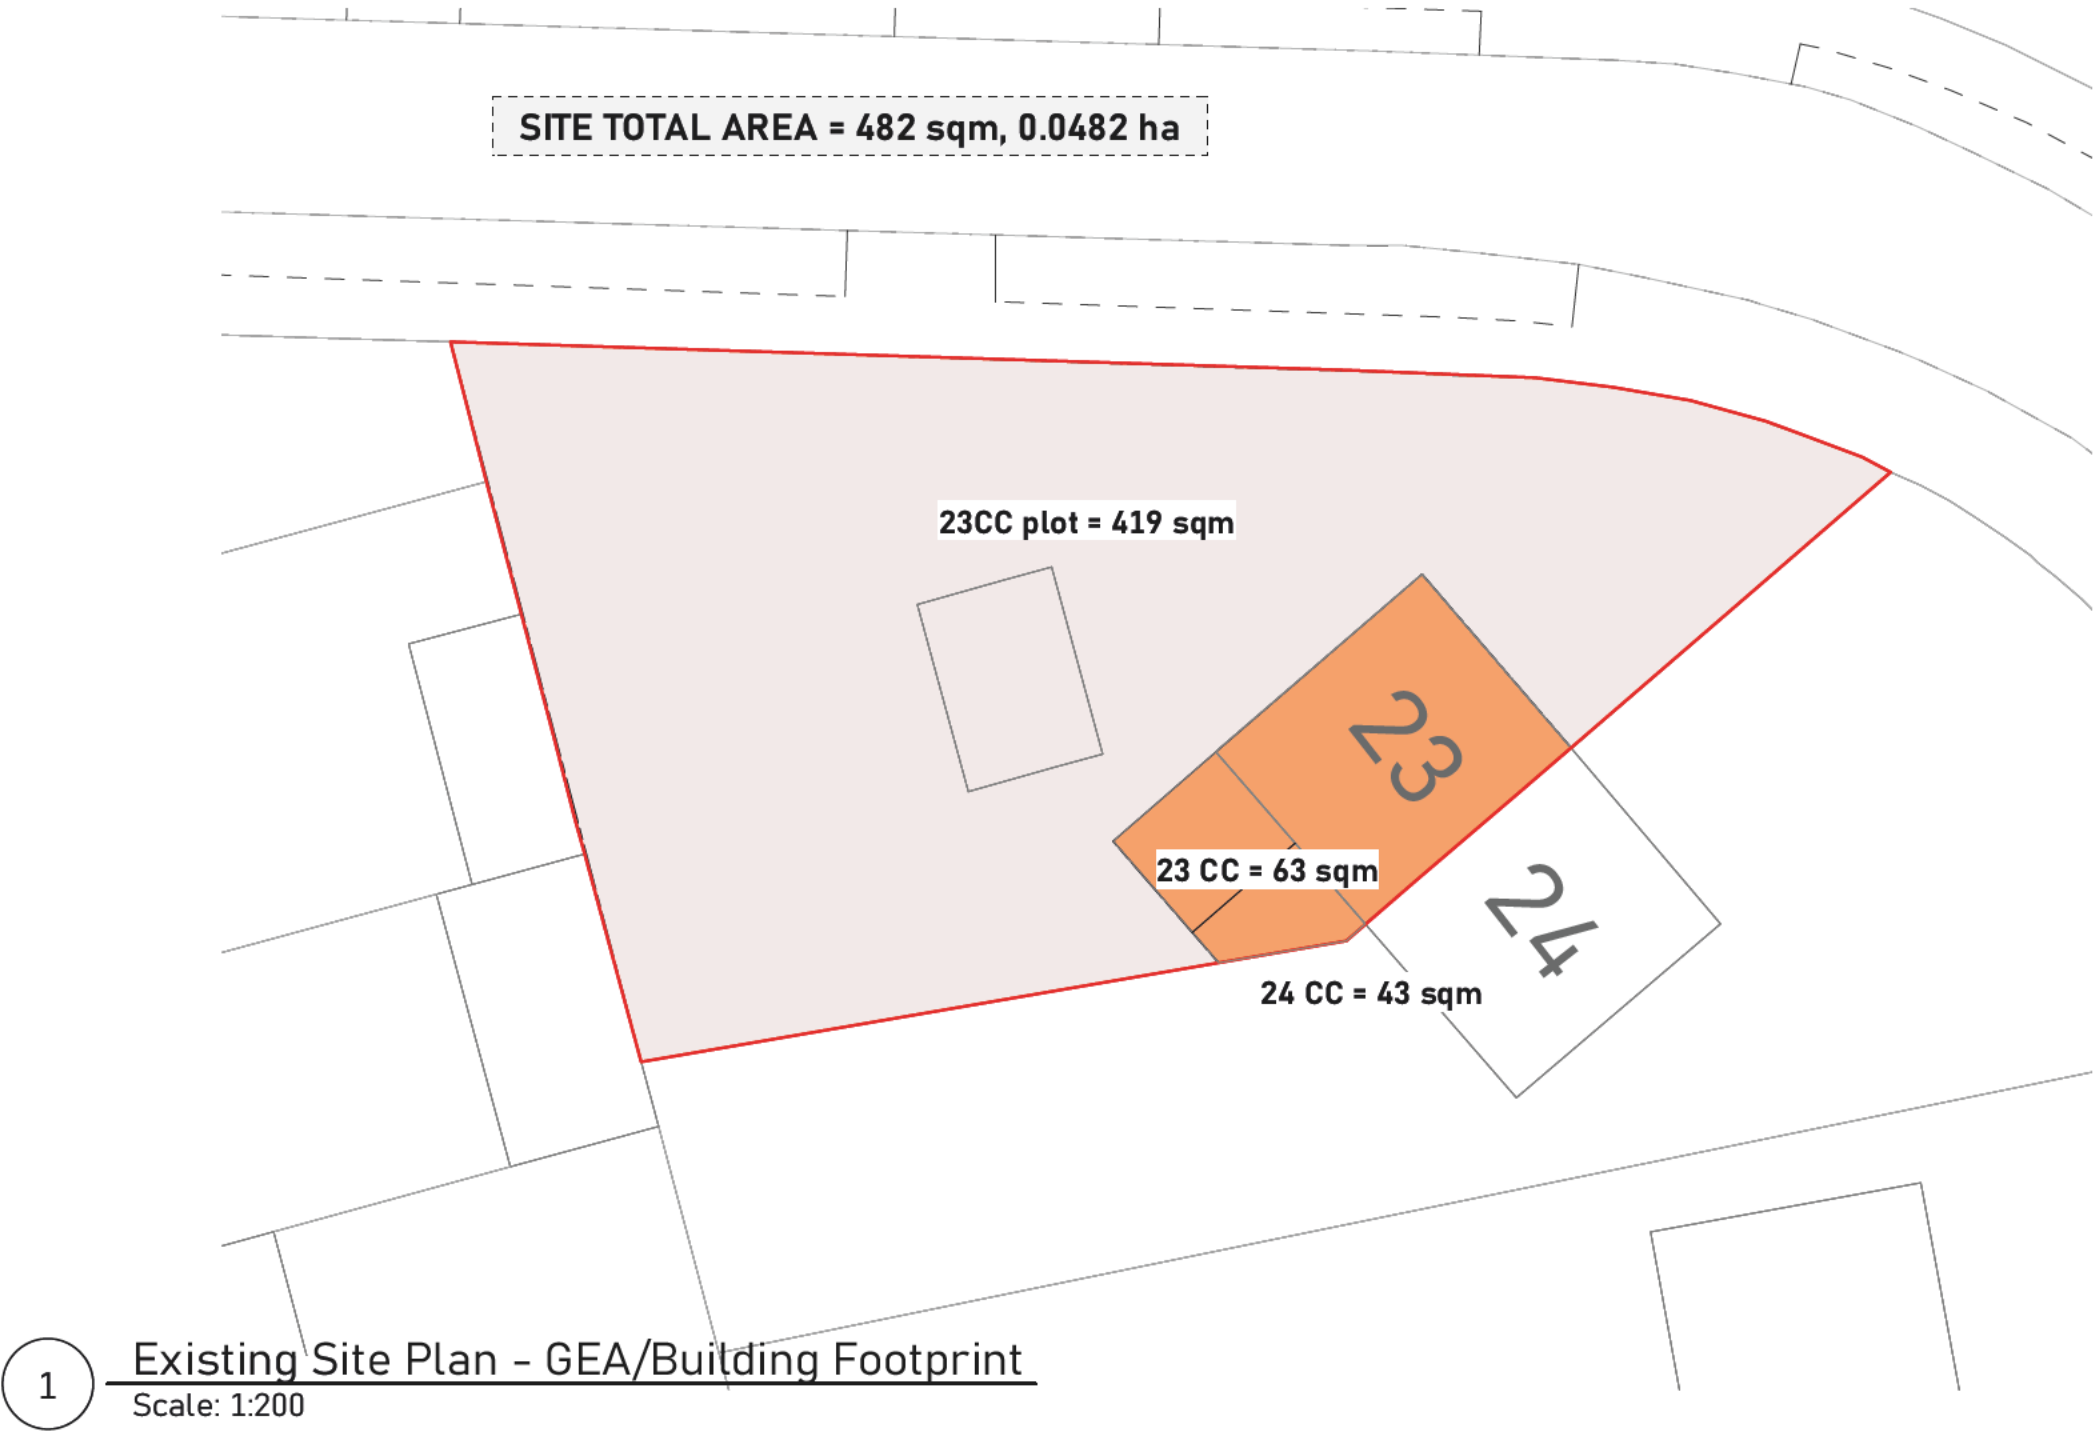 SITE TOTAL AREA = 482 sqm, 0.0482 ha
23CC plot = 419 sqm
23
23 CC = 63 sqm
24
24 CC = 43 sqm
1
Existing Site Plan - GEA/Building Footprint
Scale: 1:200